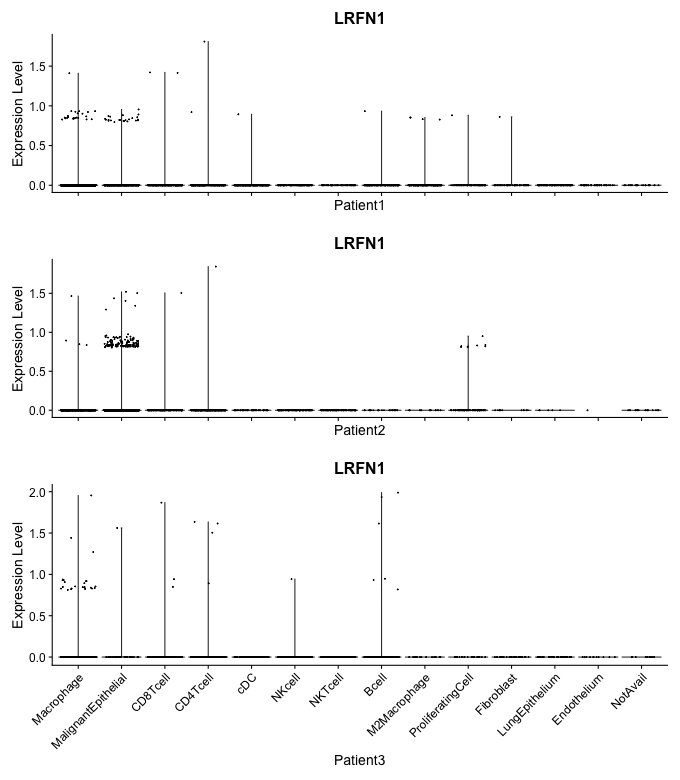 LRFN1
Expression Level
1.5
1.0
0.5
0.0
Patient1
LRFN1
Expression Level
1.5
1.0
0.5
0.0
Patient2
LRFN1
Expression Level
2.0
1.5
1.0
0.5
0.0
Macrophage
MalignantEpithelial
CD8Tcell
CD4Tcell
cDC
NKcell
NKTcell
Bcell
M2Macrophage
ProliferatingCell
Fibroblast
LungEpithelium
Endothelium
NotAvail
Patient3